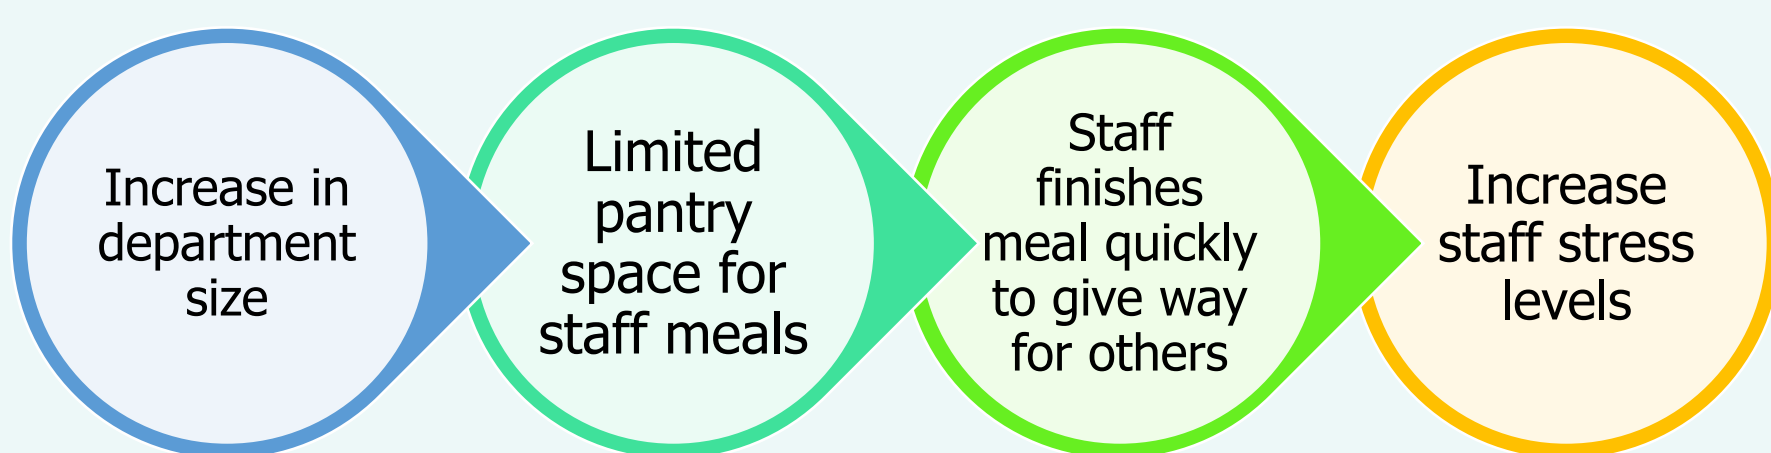 Increase in
department
size
Limited
pantry
space for
staff meals
Staff
finishes
meal quickly
to give way
for others
Increase
staff stress
levels